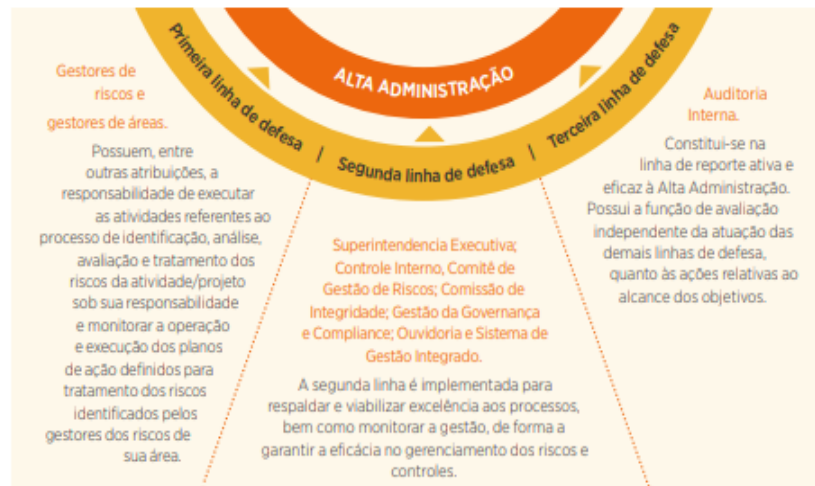 ALTA ADMINISTRAÇÃO
Primeira linha de defesa | Segunda linha de defesa | Terceira linha de defesa
Gestores de
riscos e
gestores de áreas.
Possuem, entre
outras atribuições, a
responsabilidade de executar
as atividades referentes ao
processo de identificação, análise,
avaliação e tratamento dos
riscos da atividade/projeto
sob sua responsabilidade
e monitorar a operação
e execução dos planos
de ação definidos para
tratamento dos riscos
identificados pelos
gestores dos riscos de
sua área.
Superintendencia Executiva;
Controle Interno, Comitê de
Gestão de Riscos; Comissão de
Integridade; Gestão da Governança
e Compliance; Ouvidoria e Sistema de
Gestão Integrado.
A segunda linha é implementada para
respaldar e viabilizar excelência aos processos,
bem como monitorar a gestão, de forma a
garantir a eficácia no gerenciamento dos riscos e
controles.
Auditoria
Interna.
Constitui-se na
linha de reporte ativa e
eficaz à Alta Administração.
Possui a função de avaliação
independente da atuação das
demais linhas de defesa,
quanto às ações relativas ao
alcance dos objetivos.